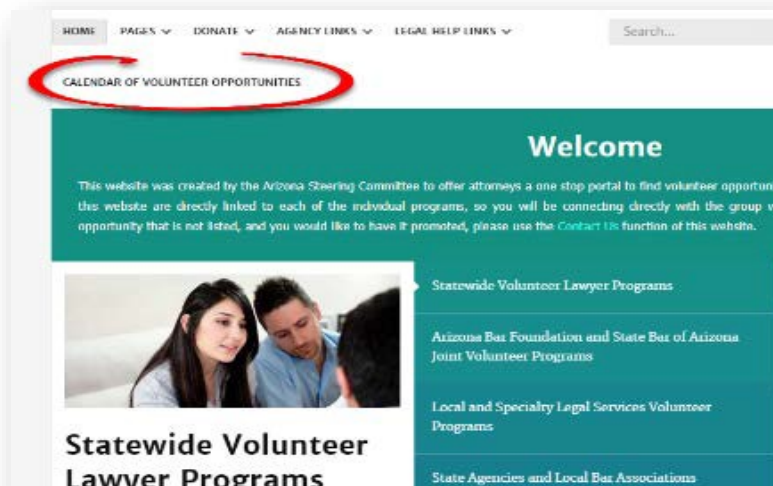 HOME PAGES DONATE AGENCY LINKS LEGAL HELP LINKS Search...
CALENDAR OF VOLUNTEER OPPORTUNITIES
Welcome
This website was created by the Arizona Steering Committee to offer attorneys a one stop portal to find volunteer opportun
this website are directly linked to each of the individual programs, so you will be connecting directly with the group w
opportunity that is not listed, and you would like to have it promoted, please use the Contact Us function of this website.
Statewide Volunteer Lawyer Programs
Arizona Bar Foundation and State Bar of Arizona
Joint Volunteer Programs
Local and Specialty Legal Services Volunteer
Programs
State Agencies and Local Bar Associations
Statewide Volunteer
Lawyer Programs